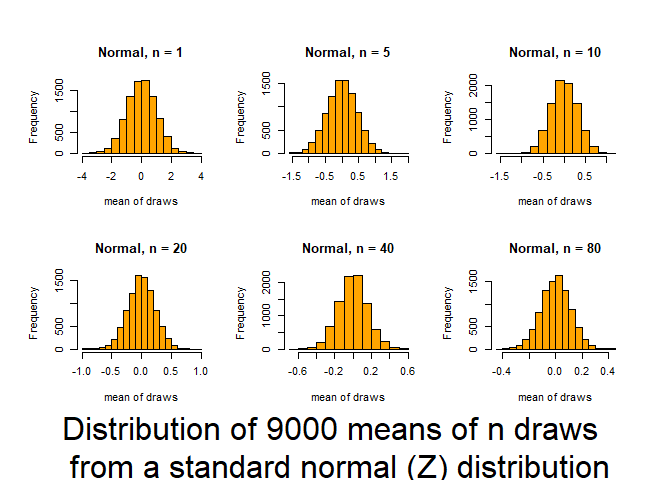 Normal, n = 1
Frequency
0 500 1500
-4 -2 0 2 4
mean of draws
Normal, n = 5
Frequency
0 500 1500
-1.5 -0.5 0.5 1.5
mean of draws
Normal, n = 10
Frequency
0 1000 2000
-1.5 -0.5 0.5
mean of draws
Normal, n = 20
Frequency
0 500 1500
-1.0 -0.5 0.0 0.5 1.0
mean of draws
Normal, n = 40
Frequency
0 1000 2000
-0.6 -0.2 0.2 0.6
mean of draws
Normal, n = 80
Frequency
0 500 1500
-0.4 0.0 0.2 0.4
mean of draws
Distribution of 9000 means of n draws
from a standard normal (Z) distribution